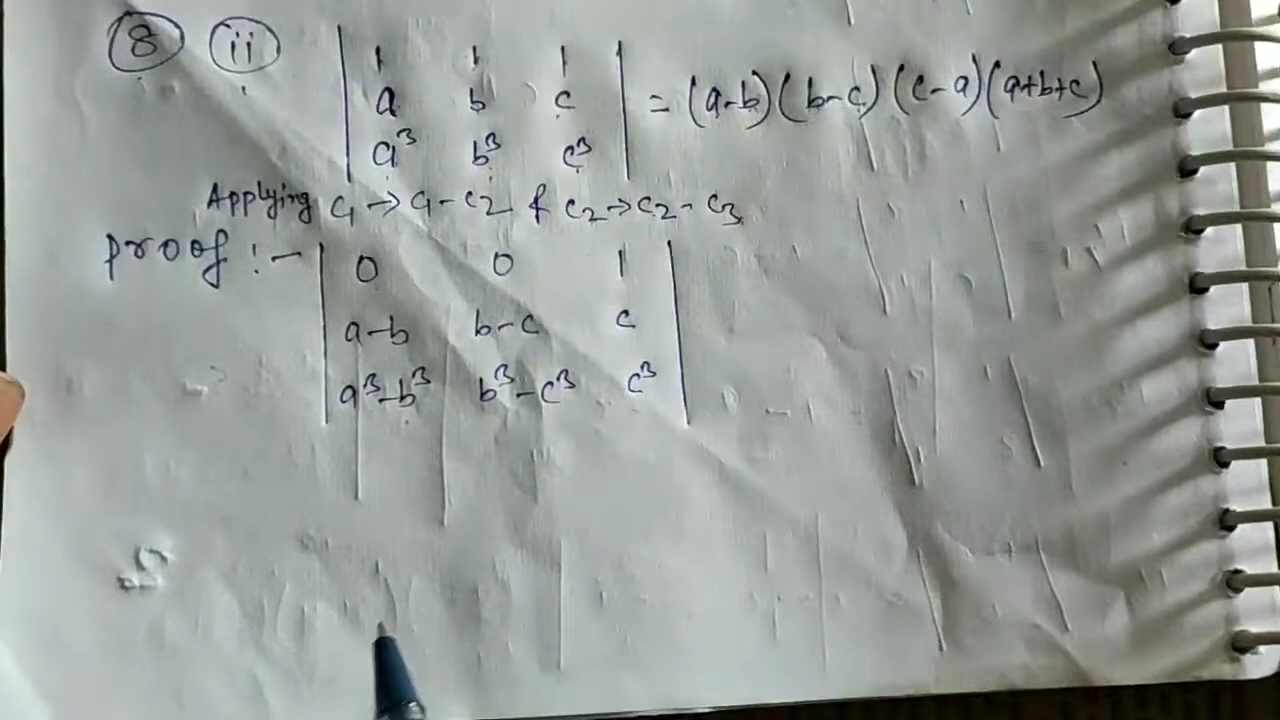 8 ii | 1 1 1 |
| a b c | = (a-b)(b-c)(c-a)(a+b+c)
| a³ b³ c³ |
Applying C1 → C1 - C2 & C2 → C2 - C3
Proof :- | 0 0 1 |
| a-b b-c c |
| a³-b³ b³-c³ c³ |